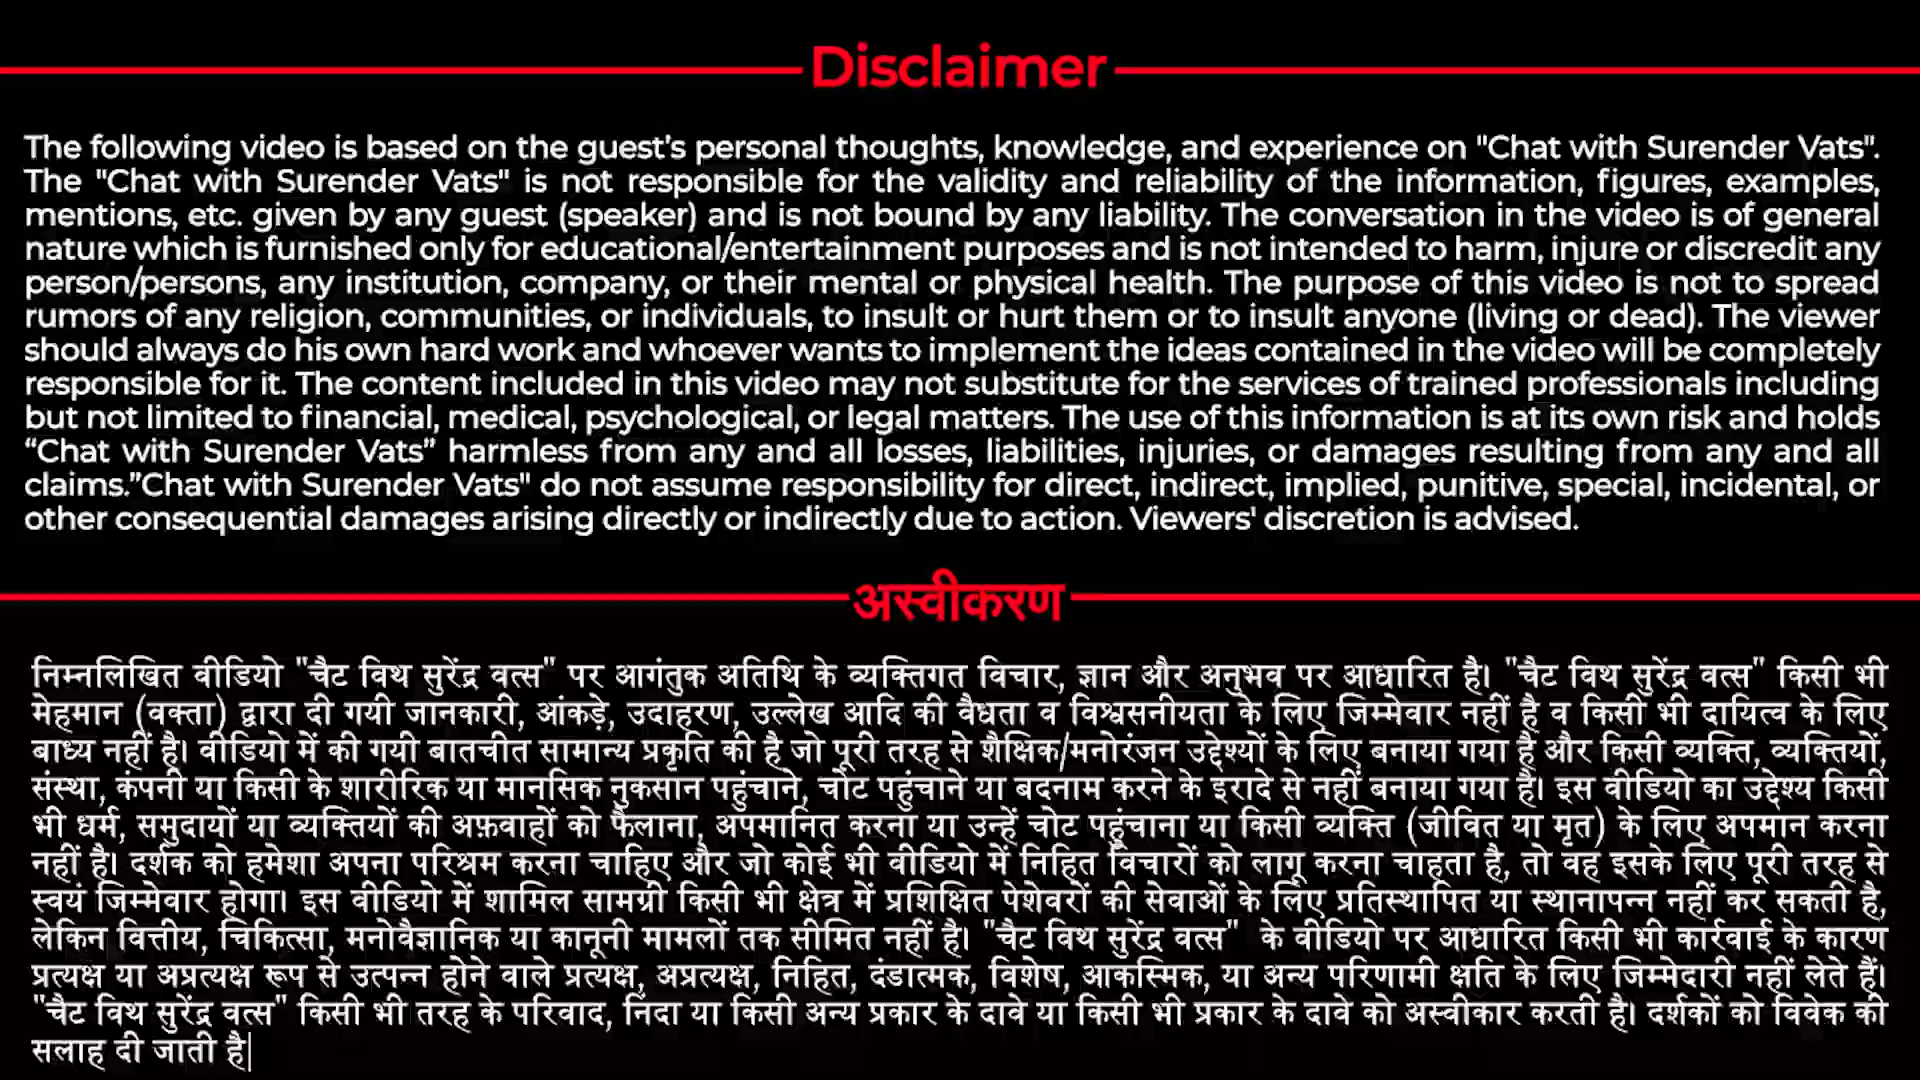 Disclaimer
The following video is based on the guest's personal thoughts, knowledge, and experience on "Chat with Surender Vats".
The "Chat with Surender Vats" is not responsible for the validity and reliability of the information, figures, examples,
mentions, etc. given by any guest (speaker) and is not bound by any liability. The conversation in the video is of general
nature which is furnished only for educational/entertainment purposes and is not intended to harm, injure or discredit any
person/persons, any institution, company, or their mental or physical health. The purpose of this video is not to spread
rumors of any religion, communities, or individuals, to insult or hurt them or to insult anyone (living or dead). The viewer
should always do his own hard work and whoever wants to implement the ideas contained in the video will be completely
responsible for it. The content included in this video may not substitute for the services of trained professionals including
but not limited to financial, medical, psychological, or legal matters. The use of this information is at its own risk and holds
“Chat with Surender Vats” harmless from any and all losses, liabilities, injuries, or damages resulting from any and all
claims.”Chat with Surender Vats" do not assume responsibility for direct, indirect, implied, punitive, special, incidental, or
other consequential damages arising directly or indirectly due to action. Viewers' discretion is advised.
अस्वीकरण
निम्नलिखित वीडियो "चैट विथ सुरेंद्र वत्स" पर आगंतुक अतिथि के व्यक्तिगत विचार, ज्ञान और अनुभव पर आधारित है। "चैट विथ सुरेंद्र वत्स" किसी भी
मेहमान (वक्ता) द्वारा दी गयी जानकारी, आंकड़े, उदाहरण, उल्लेख आदि की वैधता व विश्वसनीयता के लिए जिम्मेवार नहीं है व किसी भी दायित्व के लिए
बाध्य नहीं है। वीडियो में की गयी बातचीत सामान्य प्रकृति की है जो पूरी तरह से शैक्षिक/मनोरंजन उद्देश्यों के लिए बनाया गया है और किसी व्यक्ति, व्यक्तियों,
संस्था, कंपनी या किसी के शारीरिक या मानसिक नुकसान पहुंचाने, चोट पहुंचाने या बदनाम करने के इरादे से नहीं बनाया गया है। इस वीडियो का उद्देश्य किसी
भी धर्म, समुदायों या व्यक्तियों की अफ़वाहों को फैलाना, अपमानित करना या उन्हें चोट पहुंचाना या किसी व्यक्ति (जीवित या मृत) के लिए अपमान करना
नहीं है। दर्शक को हमेशा अपना परिश्रम करना चाहिए और जो कोई भी वीडियो में निहित विचारों को लागू करना चाहता है, तो वह इसके लिए पूरी तरह से
स्वयं जिम्मेवार होगा। इस वीडियो में शामिल सामग्री किसी भी क्षेत्र में प्रशिक्षित पेशेवरों की सेवाओं के लिए प्रतिस्थापित या स्थानापन्न नहीं कर सकती है,
लेकिन वित्तीय, चिकित्सा, मनोवैज्ञानिक या कानूनी मामलों तक सीमित नहीं है। "चैट विथ सुरेंद्र वत्स" के वीडियो पर आधारित किसी भी कार्रवाई के कारण
प्रत्यक्ष या अप्रत्यक्ष रूप से उत्पन्न होने वाले प्रत्यक्ष, अप्रत्यक्ष, निहित, दंडात्मक, विशेष, आकस्मिक, या अन्य परिणामी क्षति के लिए जिम्मेदारी नहीं लेते हैं।
"चैट विथ सुरेंद्र वत्स" किसी भी तरह के परिवाद, निंदा या किसी अन्य प्रकार के दावे या किसी भी प्रकार के दावे को अस्वीकार करती है। दर्शकों को विवेक की
सलाह दी जाती है|